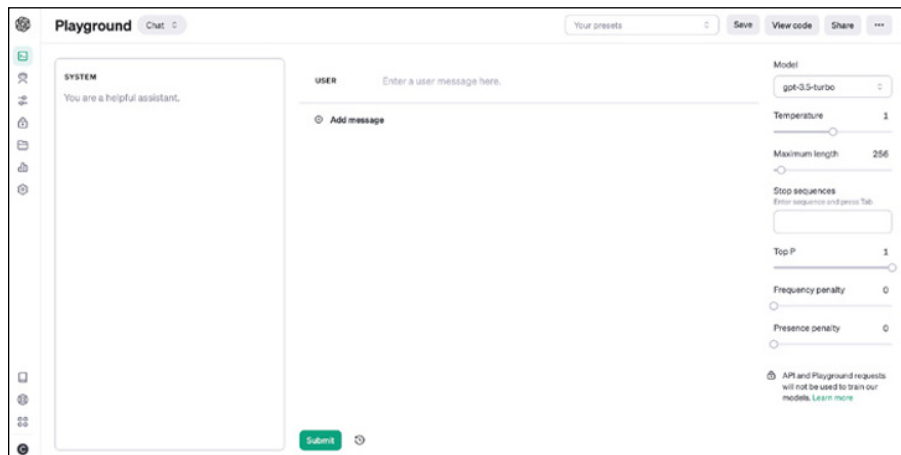 Playground
Chat
Your presets
Save
View code
Share
SYSTEM
You are a helpful assistant.
USER
Enter a user message here.
Add message
Submit
Model
gpt-3.5-turbo
Temperature 1
Maximum length 256
Stop sequences
Enter sequence and press Tab
Top P 1
Frequency penalty 0
Presence penalty 0
API and Playground requests
will not be used to train our
models. Learn more
C